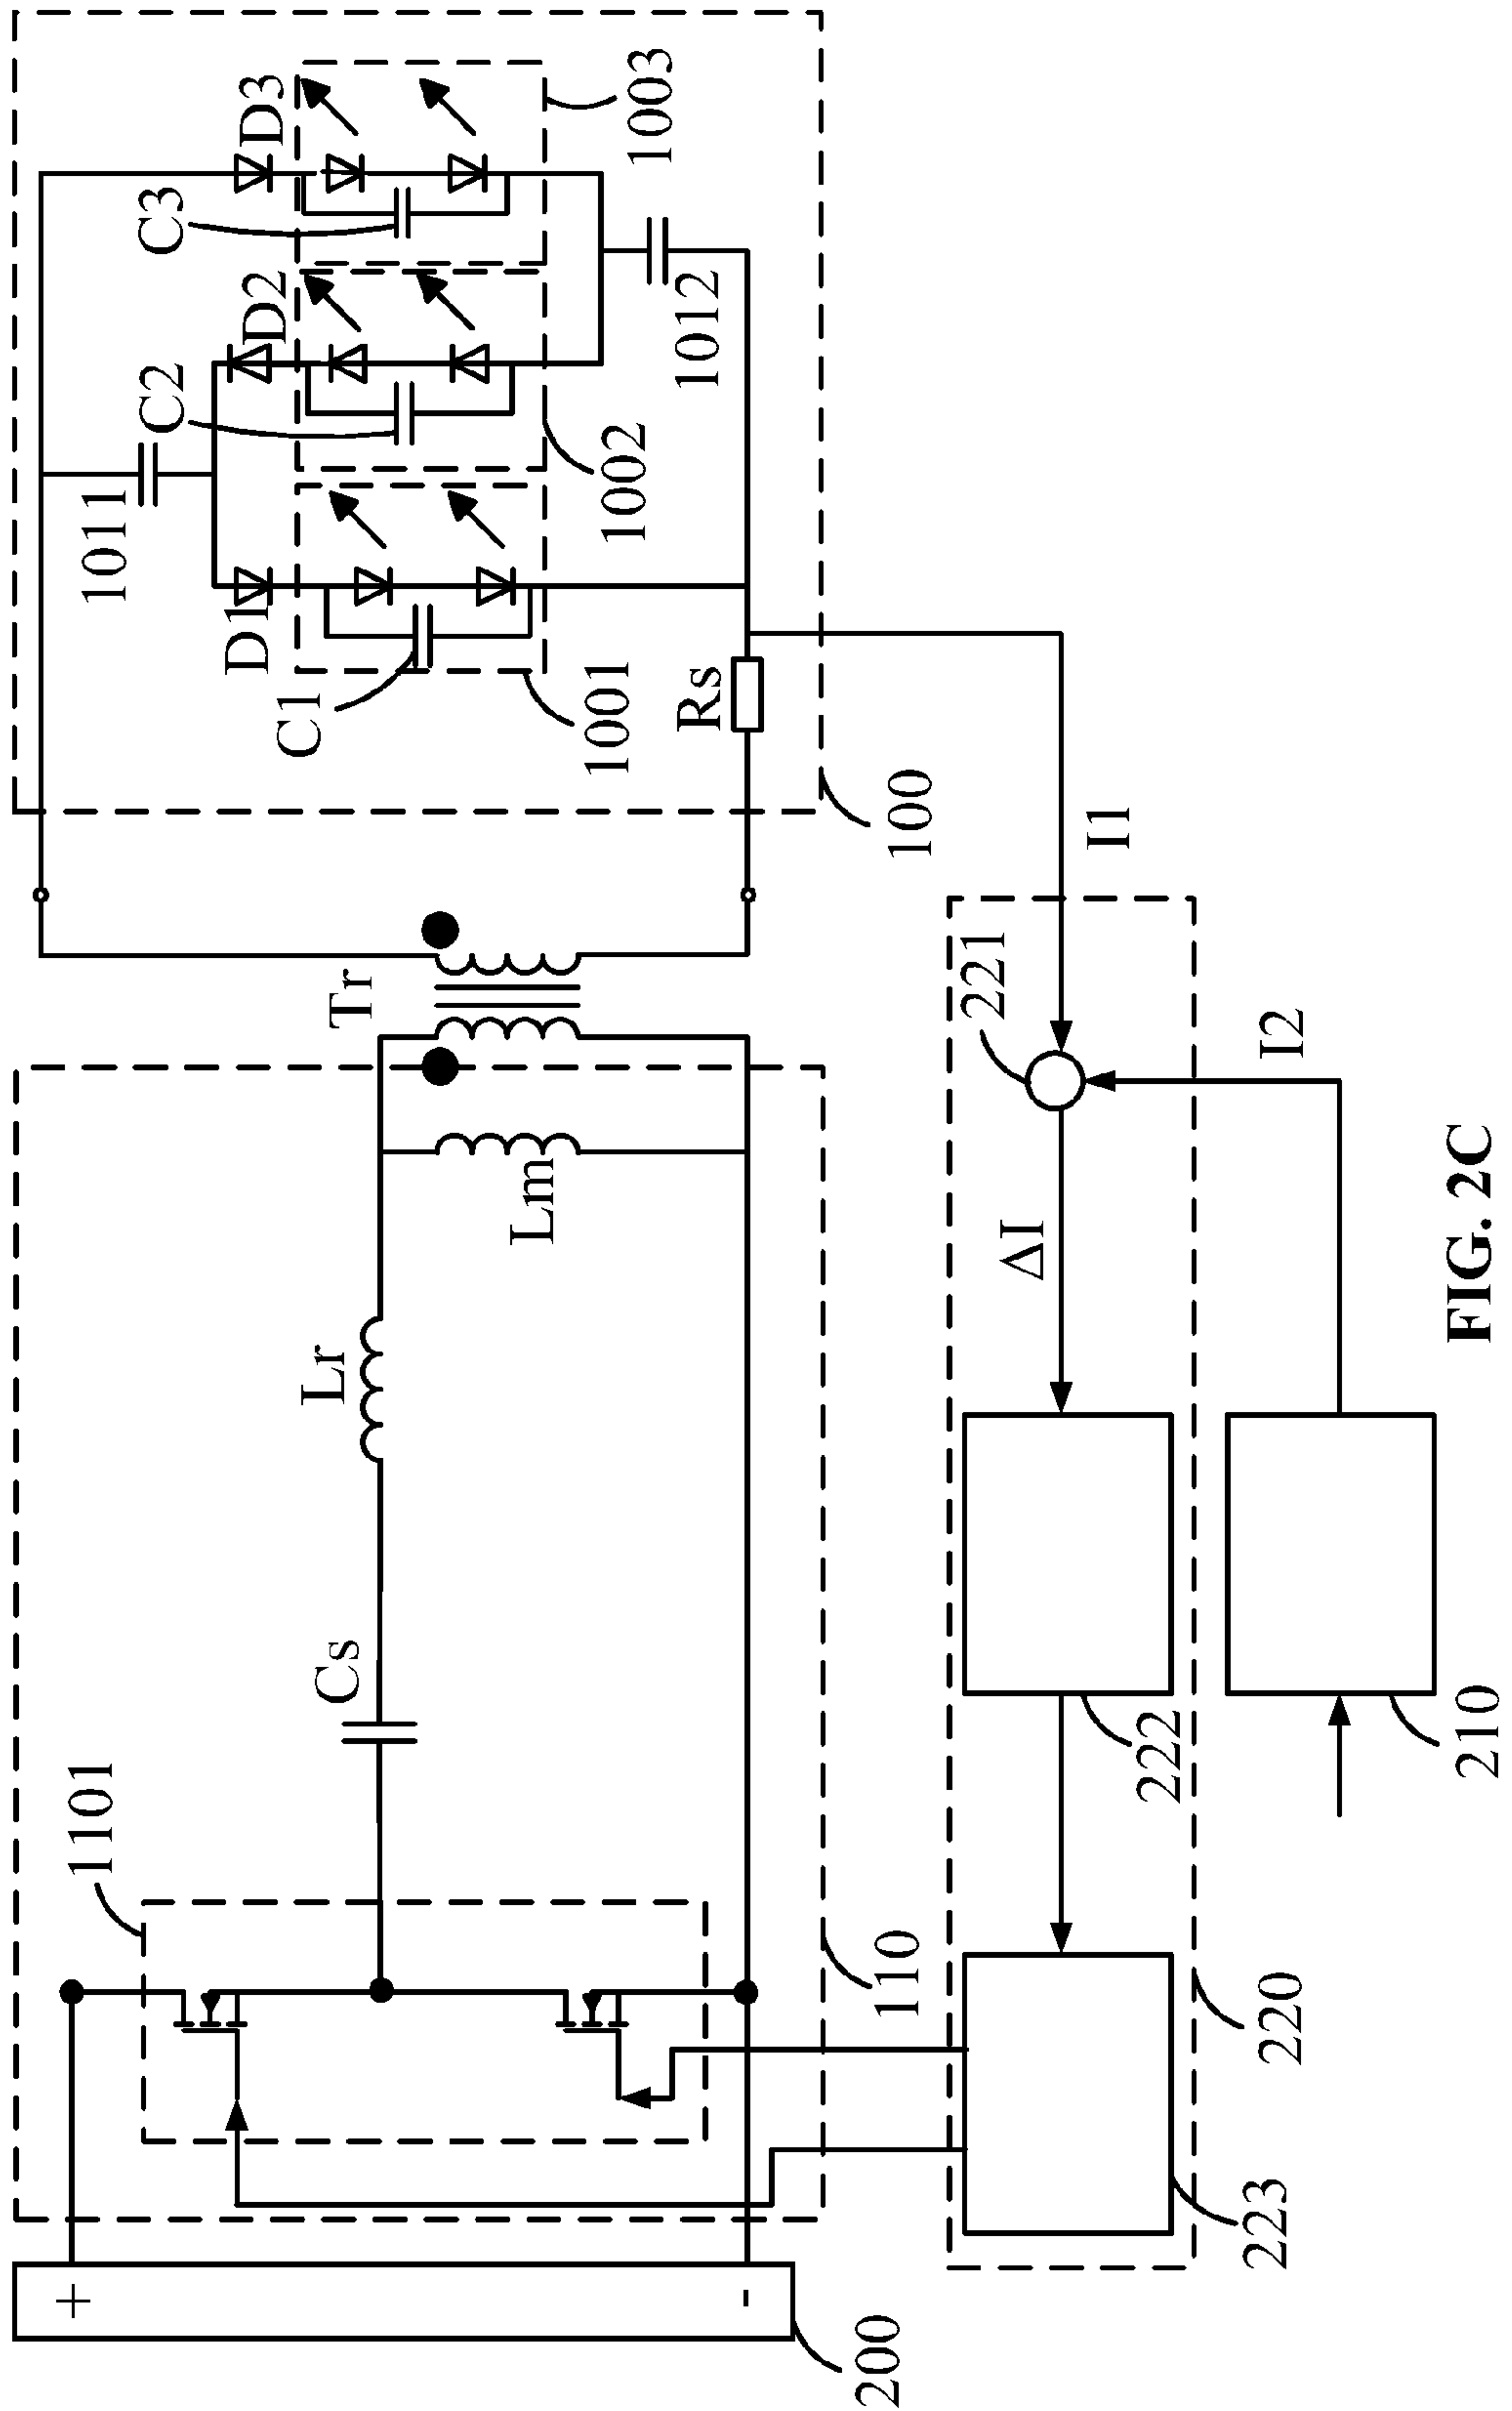 1101
Cs
Lr
Lm
Tr
1011
C2
C3
D1
D2
D3
C1
1001
1002
1003
1012
Rs
100
+
-
200
110
I1
221
ΔI
I2
222
223
220
210
FIG. 2C